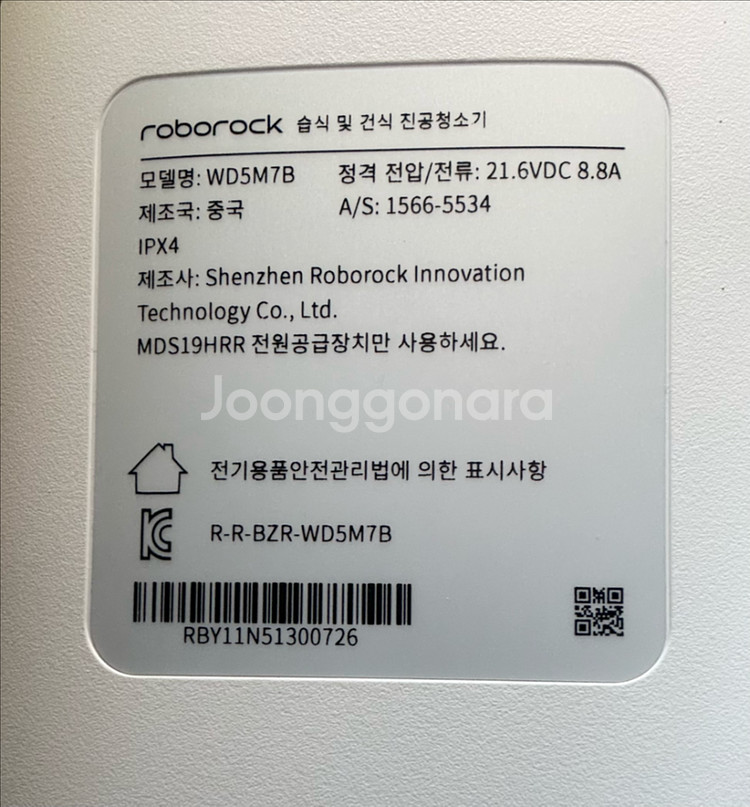 roborock 습식 및 건식 진공청소기
모델명: WD5M7B 정격 전압/전류: 21.6VDC 8.8A
제조국: 중국 A/S: 1566-5534
IPX4
제조사: Shenzhen Roborock Innovation
Technology Co., Ltd.
MDS19HRR 전원공급장치만 사용하세요.
Joonggonara
전기용품안전관리법에 의한 표시사항
KC R-R-BZR-WD5M7B
RBY11N51300726